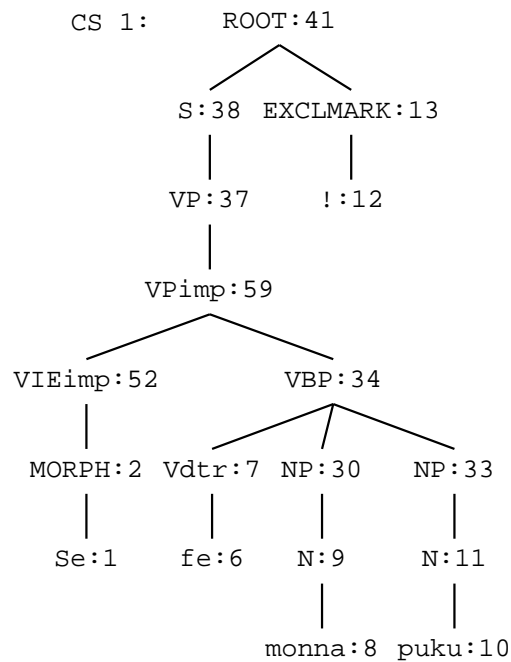 CS 1: ROOT:41
S:38 EXCLMARK:13
VP:37 !:12
VPimp:59
VIEimp:52 VBP:34
MORPH:2 Vdtr:7 NP:30 NP:33
Se:1 fe:6 N:9 N:11
monna:8 puku:10